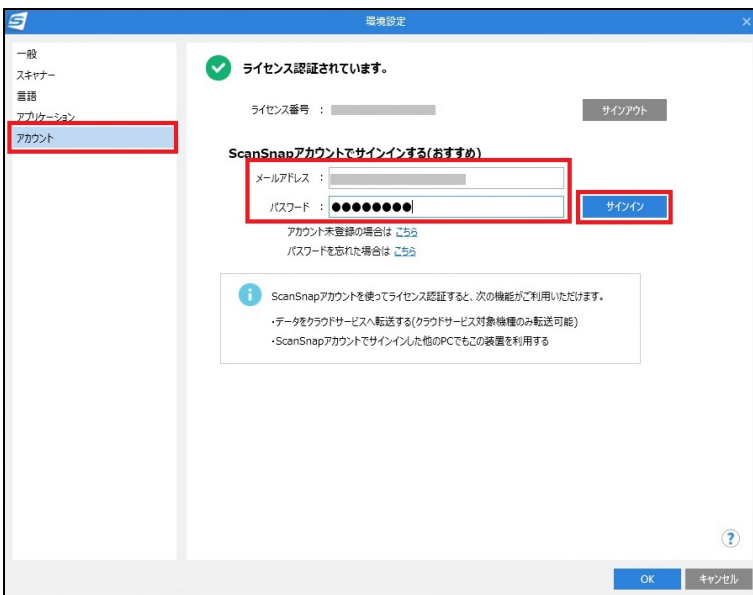 環境設定
一般
スキャナー
言語
アプリケーション
アカウント
ライセンス認証されています。
ライセンス番号 :
サインアウト
ScanSnapアカウントでサインインする(おすすめ)
メールアドレス :
パスワード : ●●●●●●●●
サインイン
アカウント未登録の場合は こちら
パスワードを忘れた場合は こちら
ScanSnapアカウントを使ってライセンス認証すると、次の機能がご利用いただけます。
・データをクラウドサービスへ転送する(クラウドサービス対象機種のみ転送可能)
・ScanSnapアカウントでサインインした他のPCでもこの装置を利用する
?
OK
キャンセル